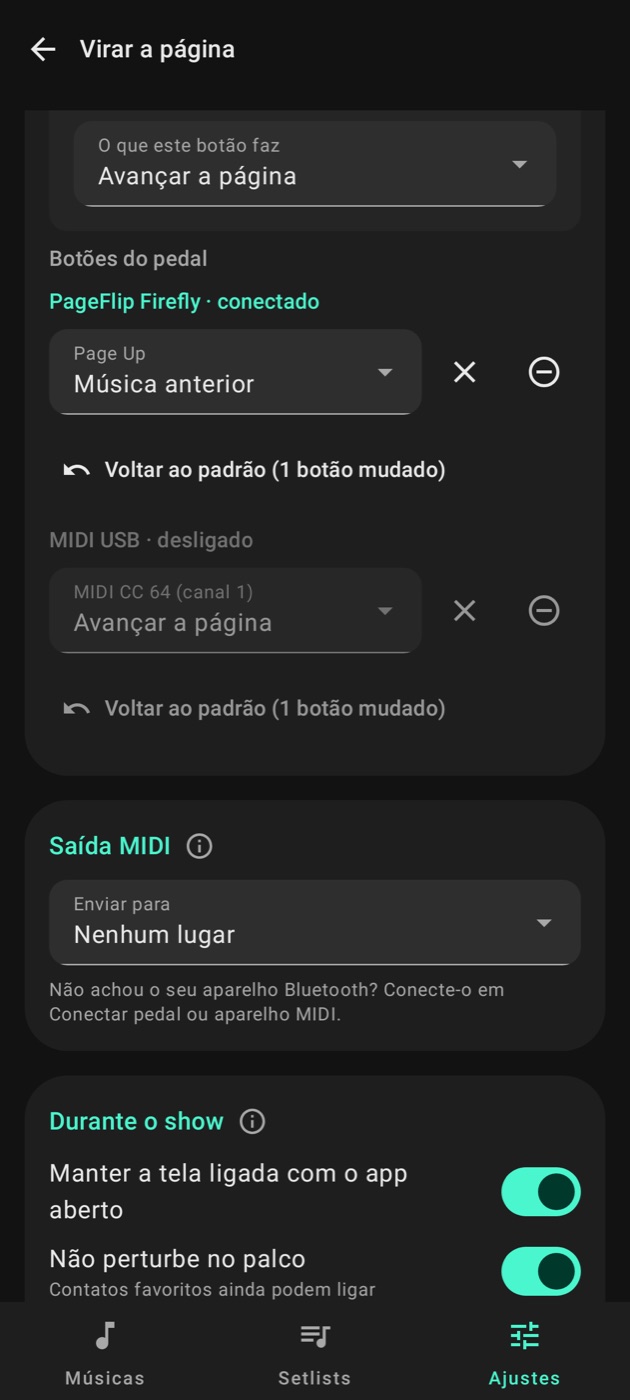 Virar a página
O que este botão faz
Avançar a página
Botões do pedal
PageFlip Firefly · conectado
Page Up
Música anterior
Voltar ao padrão (1 botão mudado)
MIDI USB · desligado
MIDI CC 64 (canal 1)
Avançar a página
Voltar ao padrão (1 botão mudado)
Saída MIDI
Enviar para
Nenhum lugar
Não achou o seu aparelho Bluetooth? Conecte-o em
Conectar pedal ou aparelho MIDI.
Durante o show
Manter a tela ligada com o app
aberto
Não perturbe no palco
Contatos favoritos ainda podem ligar
Músicas
Setlists
Ajustes